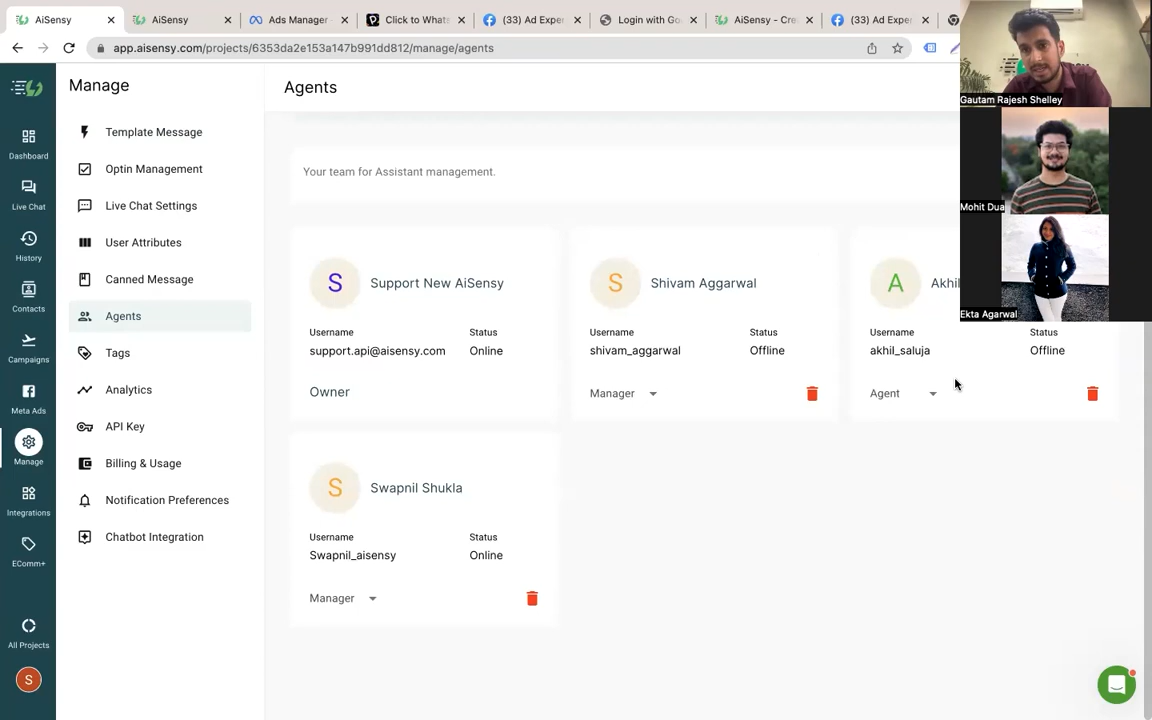 AiSensy
AiSensy
Ads Manager -
Click to Whats
(33) Ad Exper
Login with Go
AiSensy - Cre
(33) Ad Exper
app.aisensy.com/projects/6353da2e153a147b991dd812/manage/agents
Gautam Rajesh Shelley
Mohit Dua
Ekta Agarwal
Dashboard
Live Chat
History
Contacts
Campaigns
Meta Ads
Manage
Integrations
EComm+
All Projects
S
Manage
Template Message
Optin Management
Live Chat Settings
User Attributes
Canned Message
Agents
Tags
Analytics
API Key
Billing & Usage
Notification Preferences
Chatbot Integration
Agents
Your team for Assistant management.
S Support New AiSensy
Username Status
support.api@aisensy.com Online
Owner
S Shivam Aggarwal
Username Status
shivam_aggarwal Offline
Manager
A Akhil
Username Status
akhil_saluja Offline
Agent
S Swapnil Shukla
Username Status
Swapnil_aisensy Online
Manager